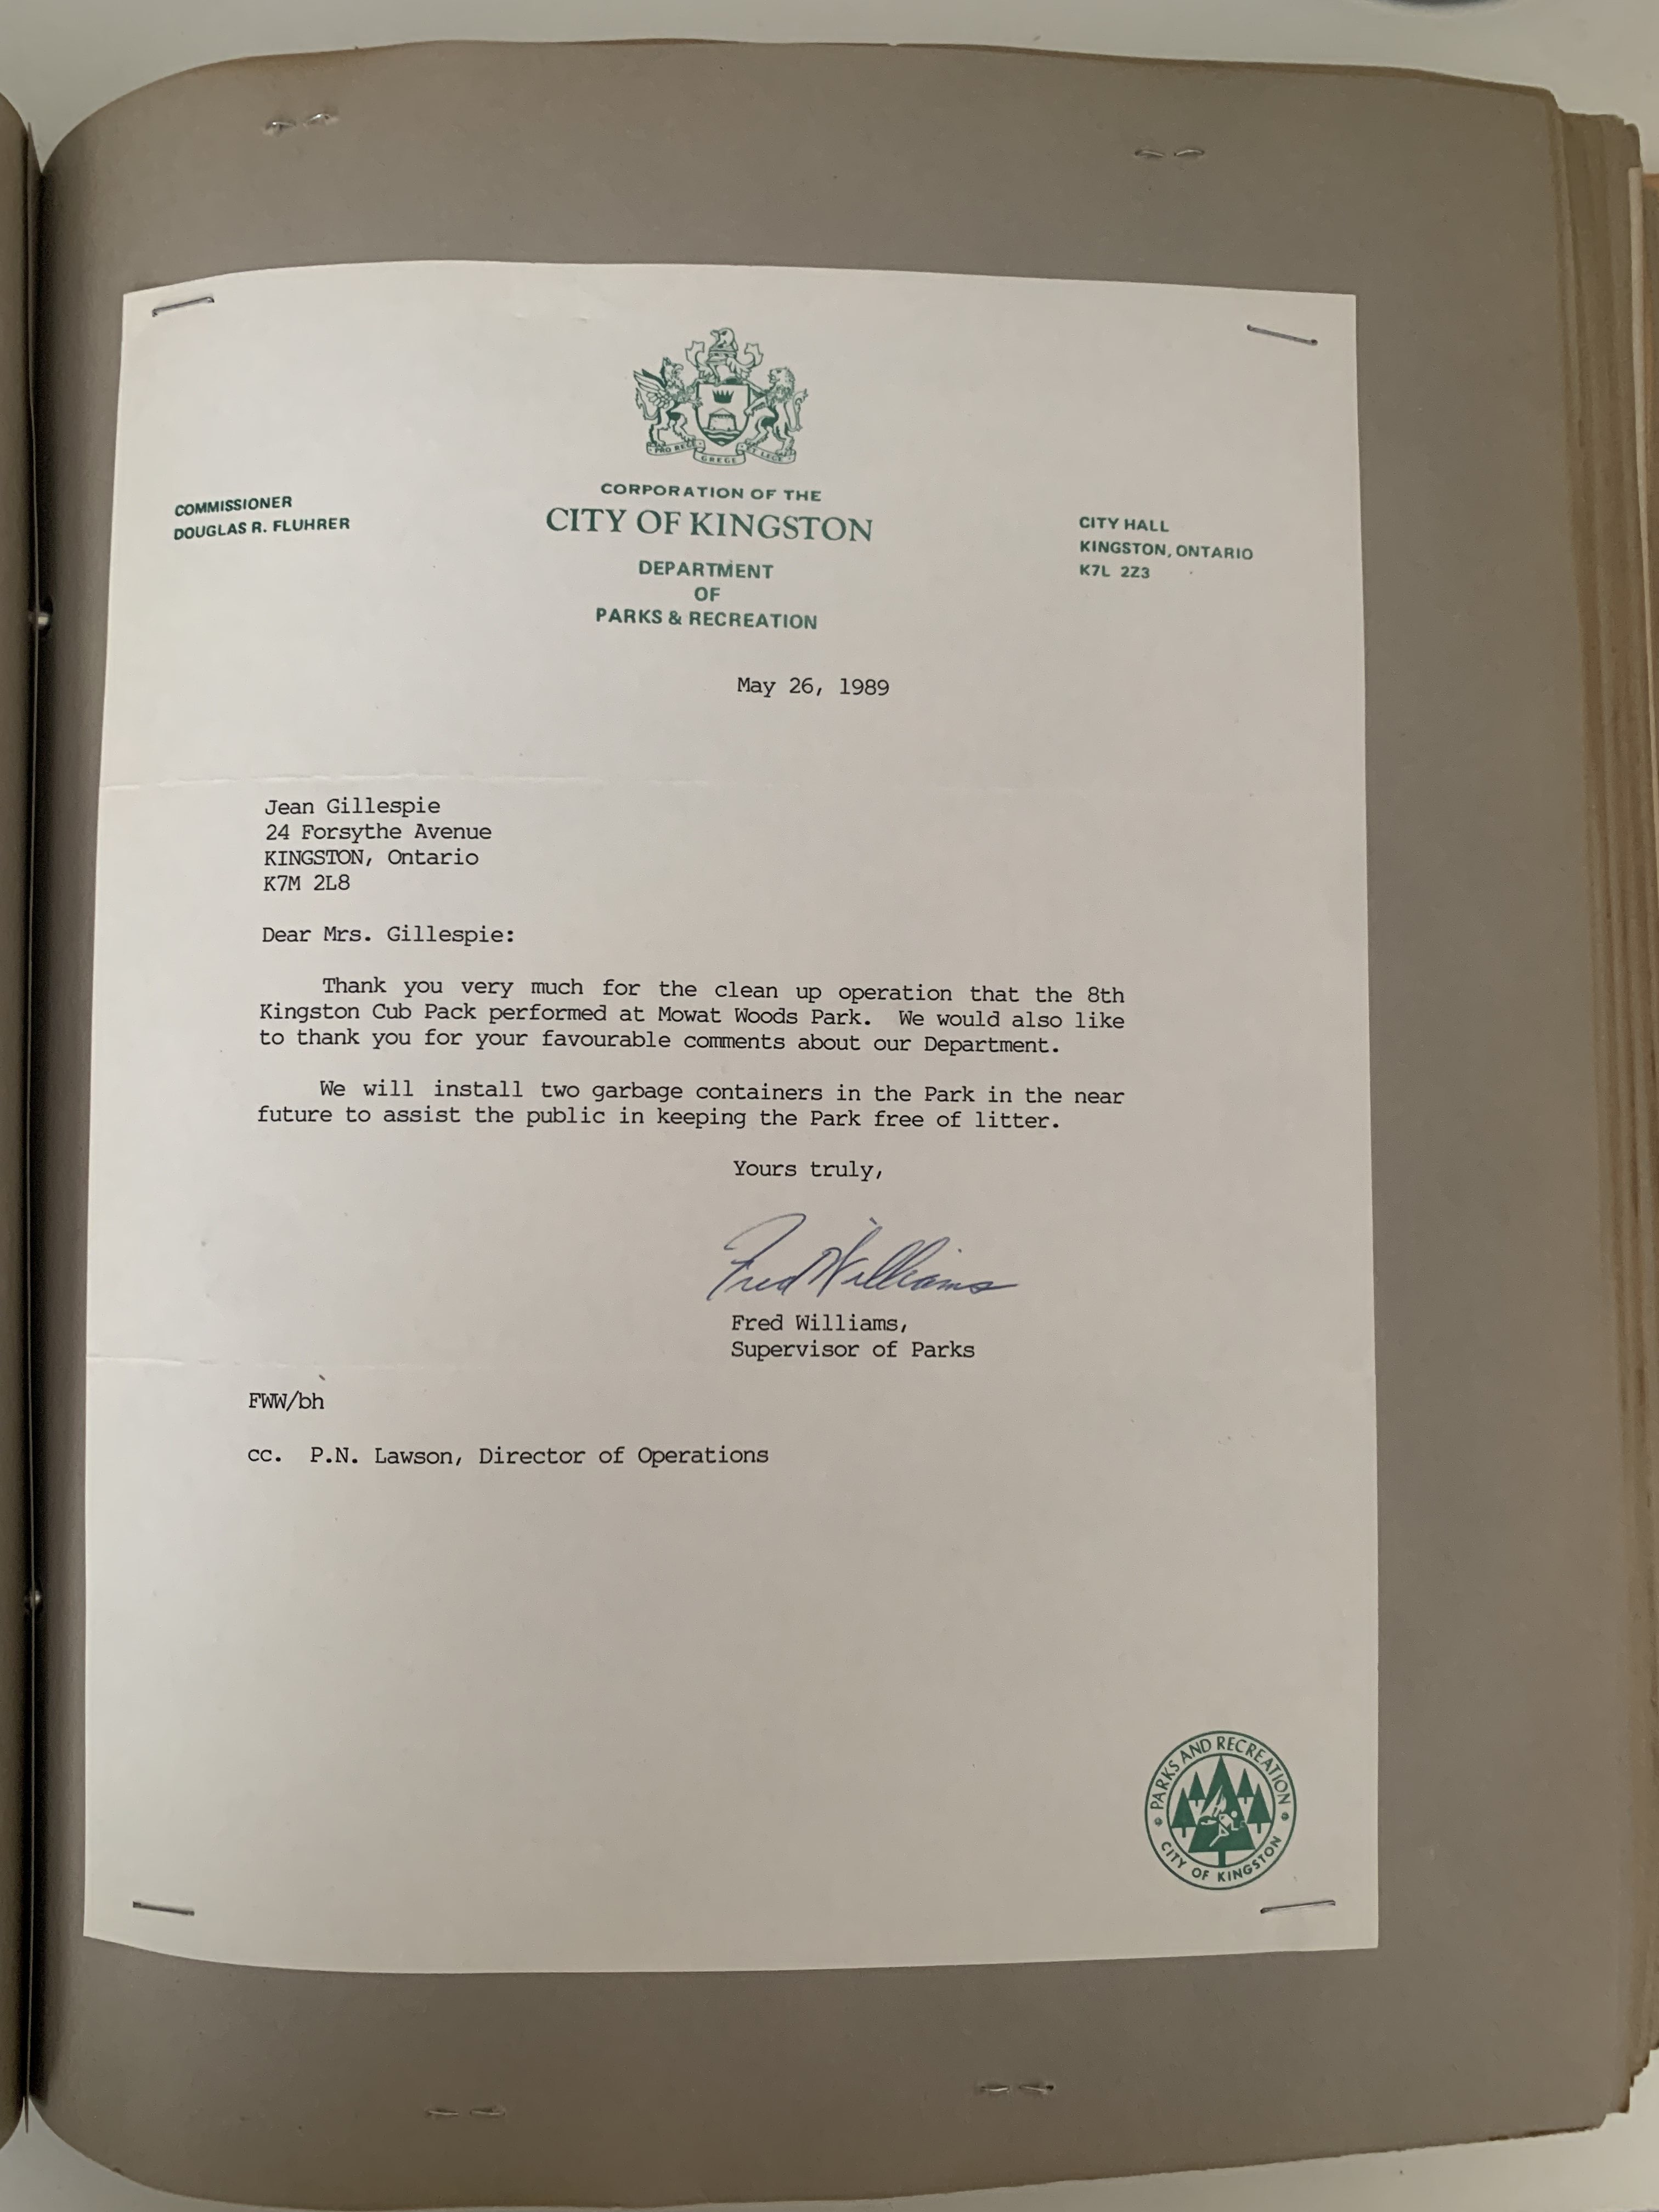 PRO REGE
GREGE
ET LEGE
COMMISSIONER
DOUGLAS R. FLUHRER
CORPORATION OF THE
CITY OF KINGSTON
DEPARTMENT
OF
PARKS & RECREATION
CITY HALL
KINGSTON, ONTARIO
K7L 2Z3
May 26, 1989
Jean Gillespie
24 Forsythe Avenue
KINGSTON, Ontario
K7M 2L8
Dear Mrs. Gillespie:
Thank you very much for the clean up operation that the 8th
Kingston Cub Pack performed at Mowat Woods Park. We would also like
to thank you for your favourable comments about our Department.
We will install two garbage containers in the Park in the near
future to assist the public in keeping the Park free of litter.
Yours truly,
Fred Williams
Fred Williams,
Supervisor of Parks
FWW/bh
cc. P.N. Lawson, Director of Operations
PARKS AND RECREATION
CITY OF KINGSTON